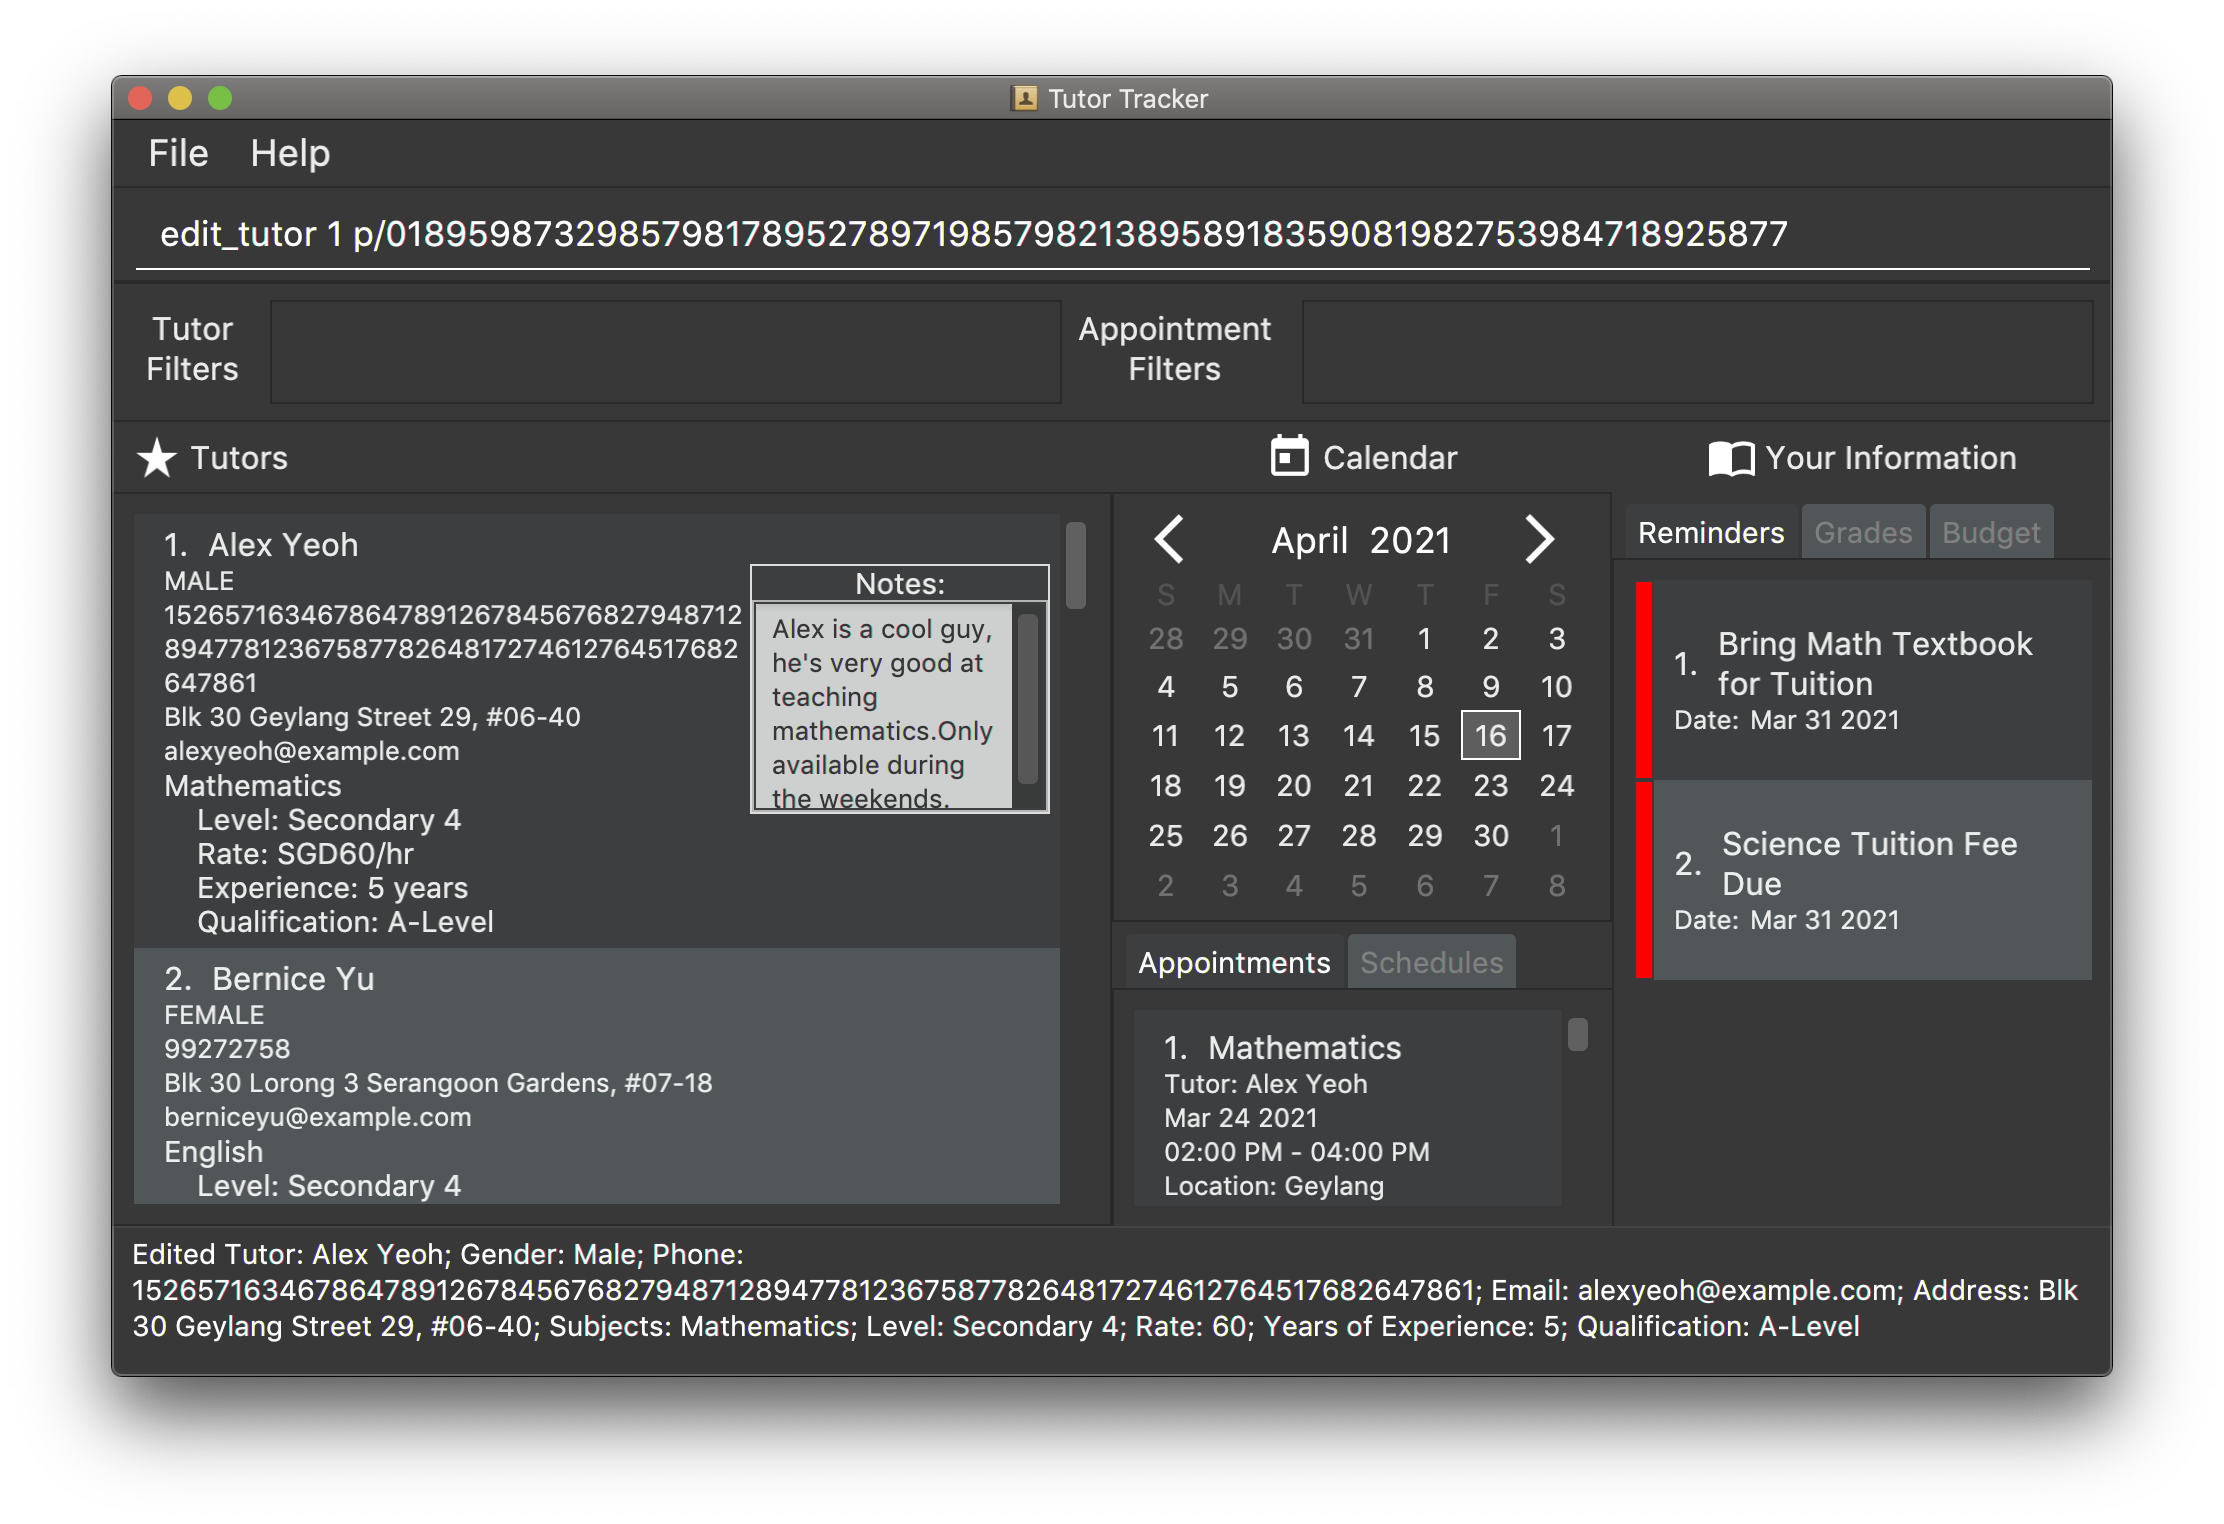 Tutor Tracker
File Help
edit_tutor 1 p/01895987329857981789527897198579821389589183590819827539847189258​77
Tutor
Filters
Appointment
Filters
Tutors
Calendar
Your Information
1. Alex Yeoh
MALE
15265716346786478912678456768279487​12
8947781236758778264817274612764517682
647861
Blk 30 Geylang Street 29, #06-40
alexyeoh@example.com
Mathematics
Level: Secondary 4
Rate: SGD60/hr
Experience: 5 years
Qualification: A-Level
Notes:
Alex is a cool guy,
he's very good at
teaching
mathematics.Only
available during
the weekends.
2. Bernice Yu
FEMALE
99272758
Blk 30 Lorong 3 Serangoon Gardens, #07-18
berniceyu@example.com
English
Level: Secondary 4
April 2021
S M T W T F S
28 29 30 31 1 2 3
4 5 6 7 8 9 10
11 12 13 14 15 16 17
18 19 20 21 22 23 24
25 26 27 28 29 30 1
2 3 4 5 6 7 8
Appointments Schedules
1. Mathematics
Tutor: Alex Yeoh
Mar 24 2021
02:00 PM - 04:00 PM
Location: Geylang
Reminders Grades Budget
1. Bring Math Textbook
for Tuition
Date: Mar 31 2021
2. Science Tuition Fee
Due
Date: Mar 31 2021
Edited Tutor: Alex Yeoh; Gender: Male; Phone:
1526571634678647891267845676827948712894778123675877826481727461276451768264​7861; Email: alexyeoh@example.com; Address: Blk
30 Geylang Street 29, #06-40; Subjects: Mathematics; Level: Secondary 4; Rate: 60; Years of Experience: 5; Qualification: A-Level